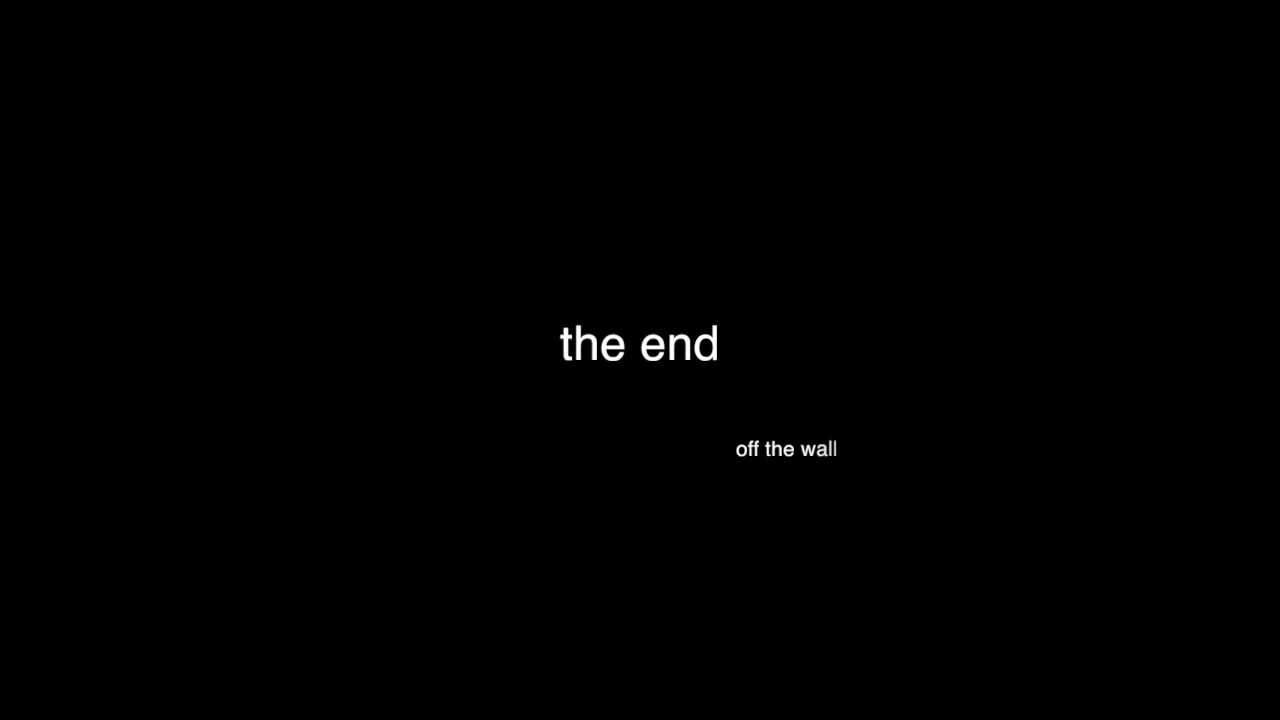 the end
off the wall